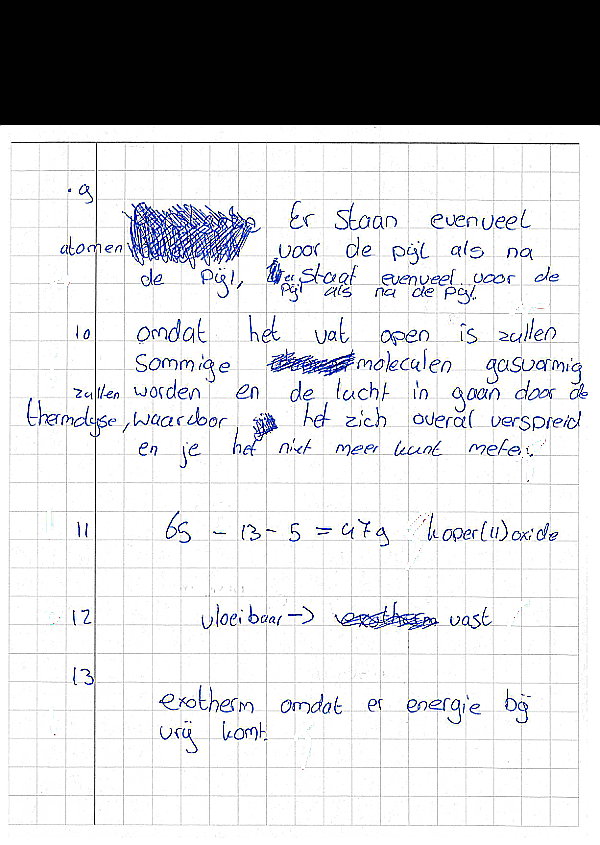 . 9 Er staan evenveel
atomen voor de pijl als na
de pijl, er staat evenveel voor de
pijl als na de pijl.
10 omdat het vat open is zullen
sommige moleculen gasvormig
zullen worden en de lucht in gaan door de
thermolyse, waardoor het zich overal verspreid
en je het niet meer kunt meten.
11 65 - 13 - 5 = 47g koper(II)oxide
12 vloeibaar -> vast
13
exotherm omdat er energie bij
vrij komt.